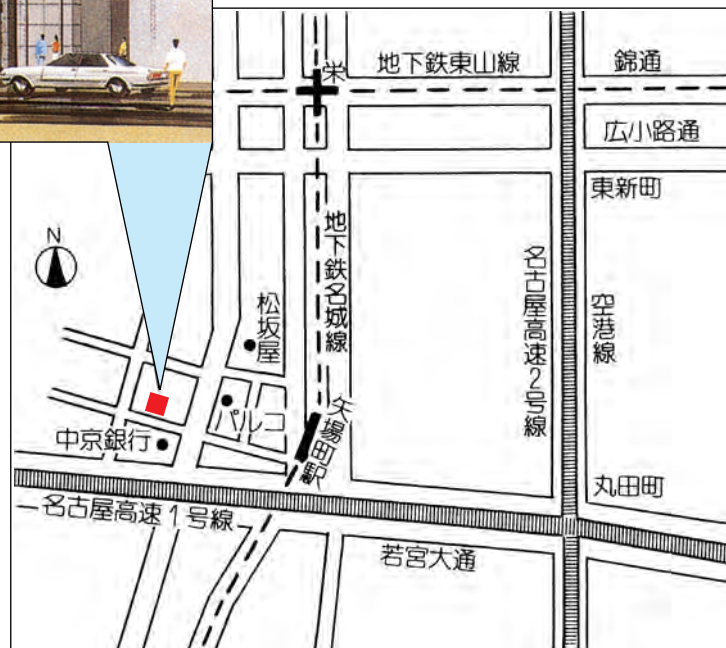 栄
地下鉄東山線
錦通
広小路通
東新町
N
地下鉄名城線
名古屋高速2号線
空港線
松坂屋
パルコ
矢場町駅
中京銀行
丸田町
名古屋高速1号線
若宮大通